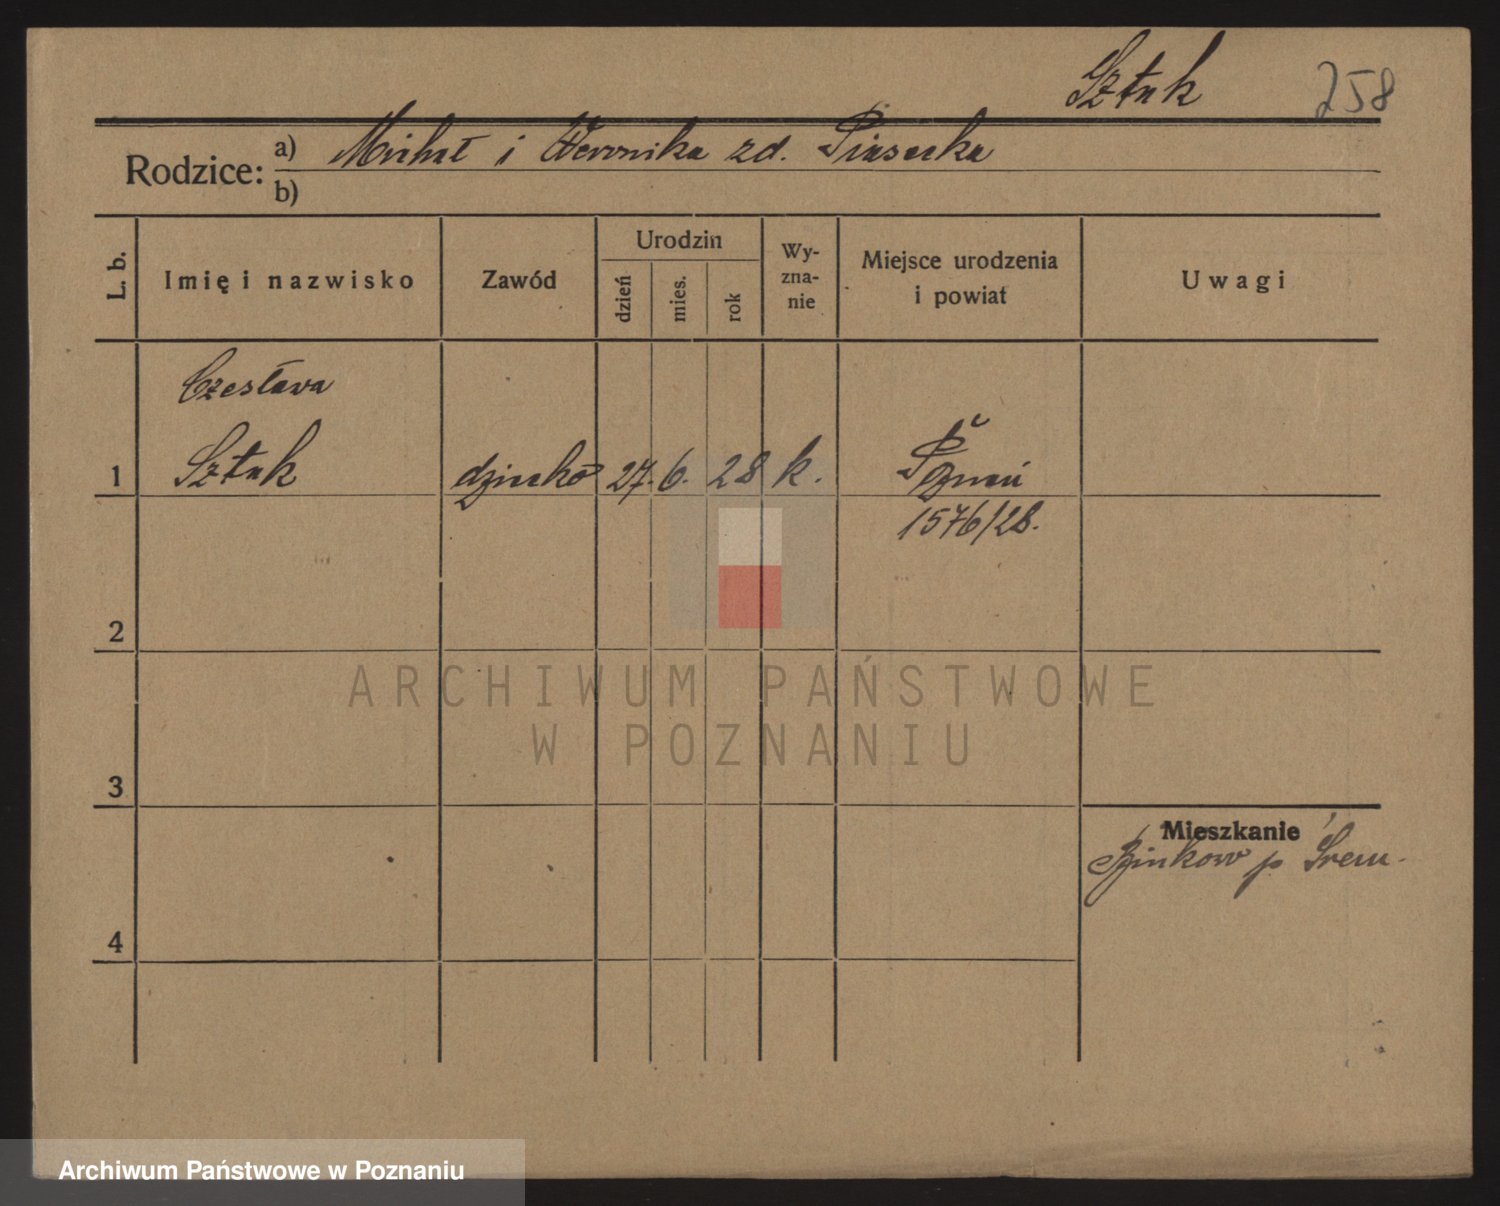 Sztuk 258
Rodzice: a) Michał i Weronika zd. Piasecka
b)
L. b. Imię i nazwisko Zawód Urodzin dzień mies. rok Wy-zna-nie Miejsce urodzenia i powiat Uwagi
Czesława
1 Sztuk dziecko 27. 6. 28 k. Poznań
1576/28.
2
ARCHIWUM PAŃSTWOWE
W POZNANIU
3
Mieszkanie
p. Śrem
4
Archiwum Państwowe w Poznaniu